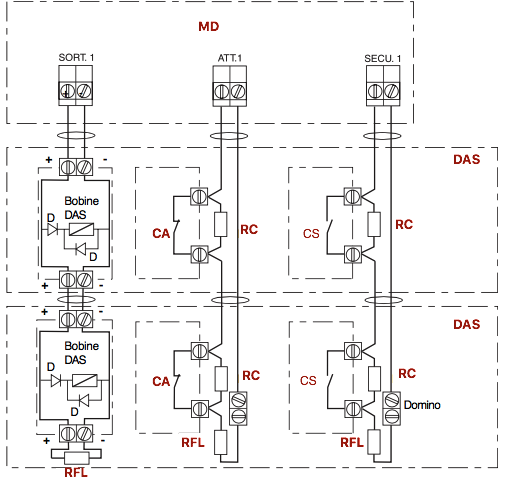 MD
SORT. 1
ATT.1
SECU. 1
+ -
+ -
DAS
Bobine
DAS
D
D
CA
RC
CS
RC
+ -
+ -
DAS
Bobine
DAS
D
D
CA
RC
CS
RC
Domino
+ -
RFL
RFL
RFL